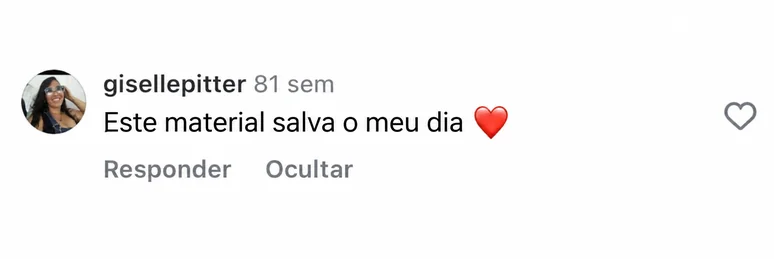 gisellepitter 81 sem
Este material salva o meu dia ❤️
Responder Ocultar